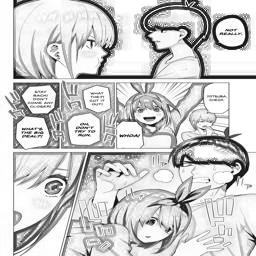 NOT
REALLY.
STAY
BACK!
DON'T
COME ANY
CLOSER!
WHAT THE?!
CUT IT
OUT!
YOTSUBA,
CHECK.
WHAT'S
THE BIG
DEAL?
OH,
DON'T
TRY TO
RUN.
WHOA!